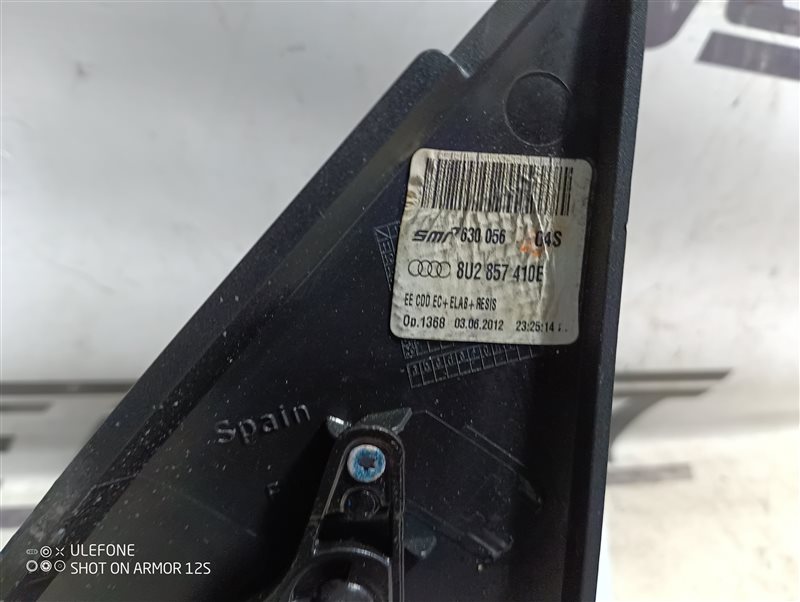 smr 630 056 04S
8U2 857 410E
EE CDD.EC+ELAB+RESIS
Op.1368 03.06.2012 23:25:14
Spain
ULEFONE
SHOT ON ARMOR 12S